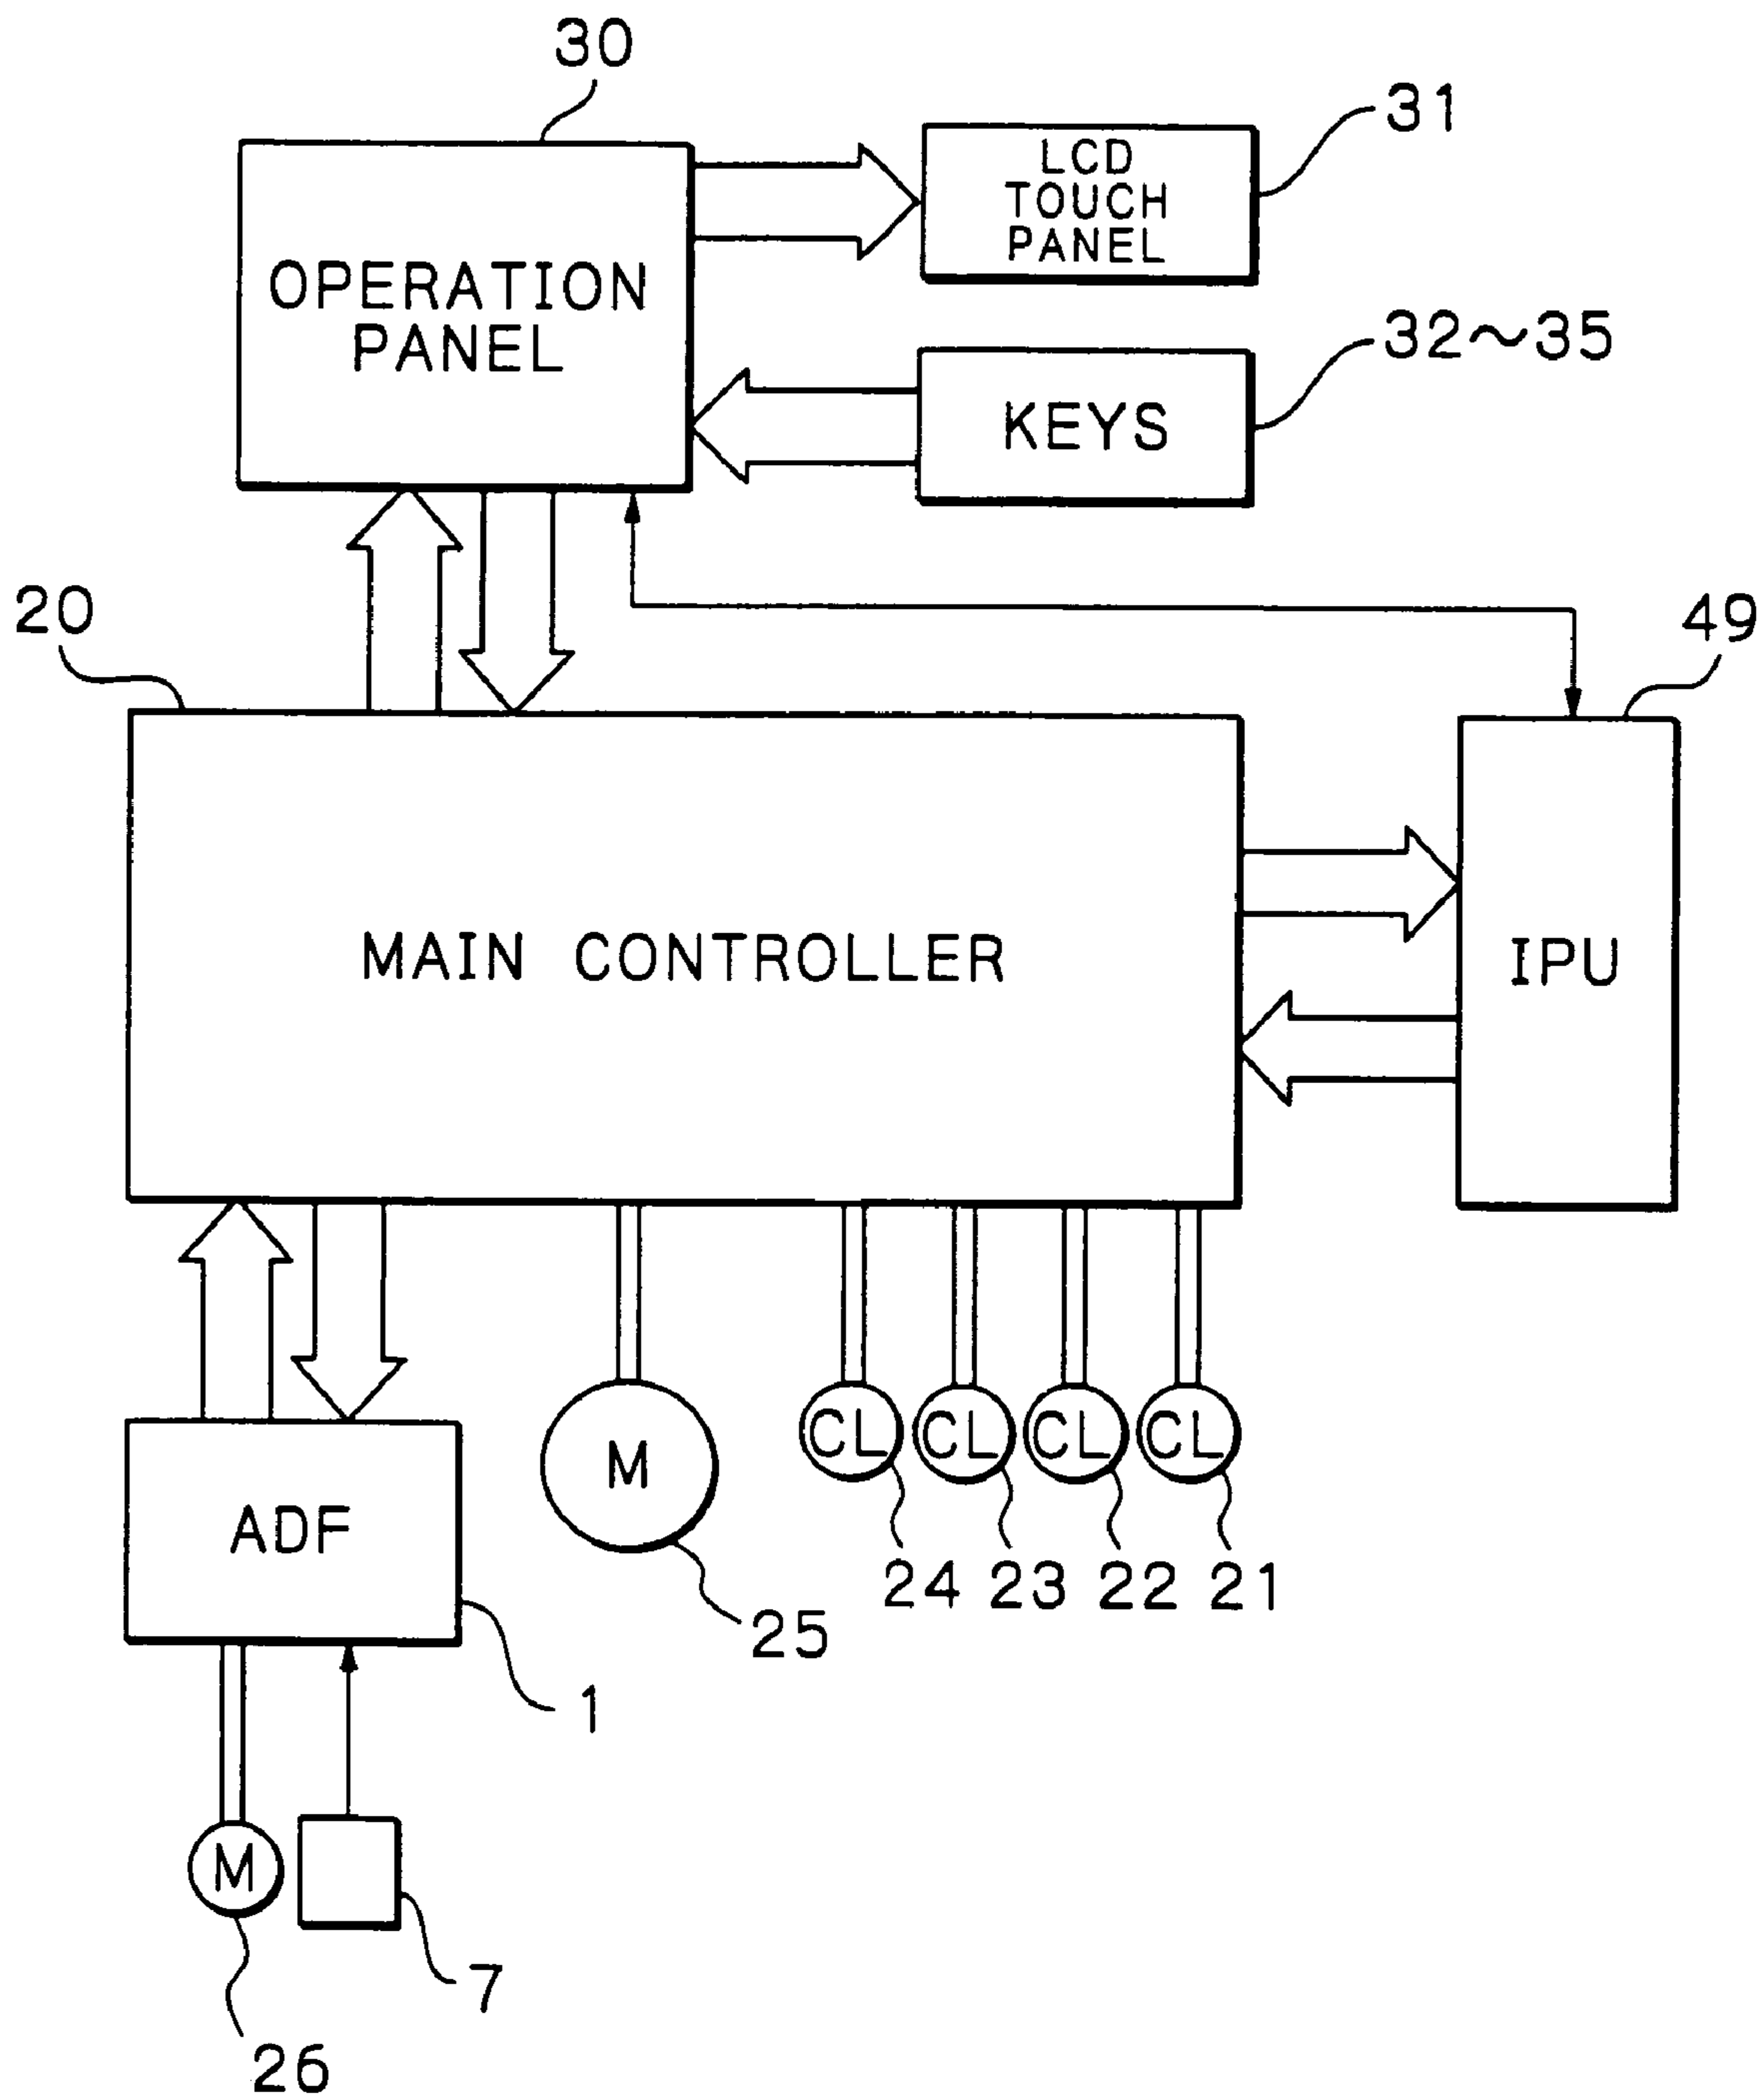 30
31
LCD
TOUCH
PANEL
OPERATION
PANEL
32~35
KEYS
20
49
MAIN CONTROLLER
IPU
ADF
M
CL
CL
CL
CL
24
23
22
21
25
1
M
7
26